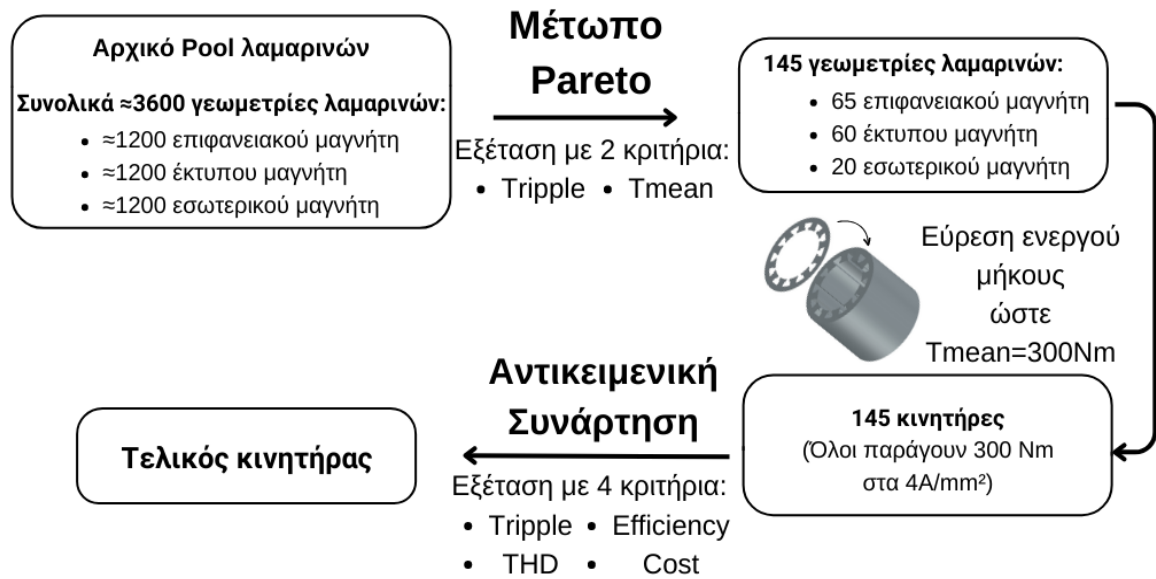 Αρχικό Pool λαμαρινών
Συνολικά ≈3600 γεωμετρίες λαμαρινών:
• ≈1200 επιφανειακού μαγνήτη
• ≈1200 έκτυπου μαγνήτη
• ≈1200 εσωτερικού μαγνήτη
Μέτωπο
Pareto
Εξέταση με 2 κριτήρια:
• Tripple • Tmean
145 γεωμετρίες λαμαρινών:
• 65 επιφανειακού μαγνήτη
• 60 έκτυπου μαγνήτη
• 20 εσωτερικού μαγνήτη
Εύρεση ενεργού
μήκους
ώστε
Tmean=300Nm
145 κινητήρες
(Όλοι παράγουν 300 Nm
στα 4A/mm²)
Αντικειμενική
Συνάρτηση
Εξέταση με 4 κριτήρια:
• Tripple • Efficiency
• THD • Cost
Τελικός κινητήρας